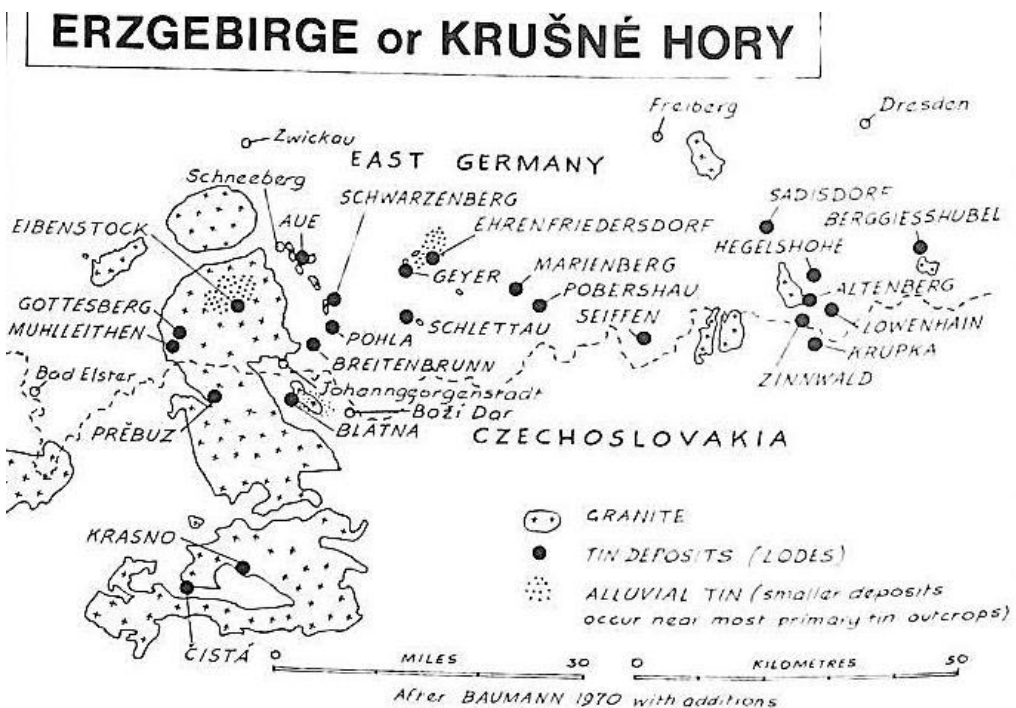 ERZGEBIRGE or KRUŠNÉ HORY
Freiberg
Dresden
Zwickau
EAST GERMANY
Schneeberg
SCHWARZENBERG
SADISDORF
BERGGIESSHUBEL
EIBENSTOCK
AUE
EHRENFRIEDERSDORF
HEGELSHOHE
GEYER
MARIENBERG
ALTENBERG
GOTTESBERG
POBERSHAU
MUHLLEITHEN
SCHLETTAU
SEIFFEN
LOWENHAIN
POHLA
KRUPKA
BREITENBRUNN
ZINNWALD
Bad Elster
Johanngeorgenstadt
Boží Dar
PRĚBUZ
BLATNA
CZECHOSLOVAKIA
GRANITE
KRASNO
TIN DEPOSITS (LODES)
ALLUVIAL TIN (smaller deposits
occur near most primary tin outcrops)
ČISTÁ
0 MILES 30
0 KILOMETRES 50
After BAUMANN 1970 with additions